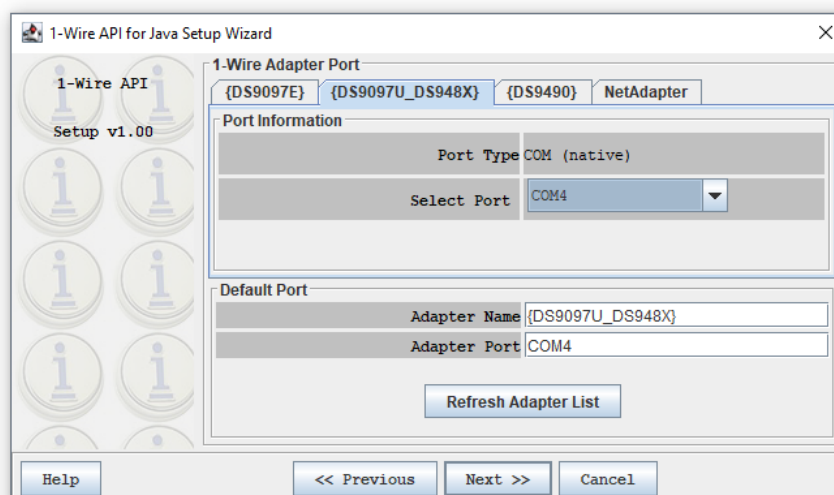 1-Wire API for Java Setup Wizard
1-Wire API
Setup v1.00
1-Wire Adapter Port
{DS9097E} {DS9097U_DS948X} {DS9490} NetAdapter
Port Information
Port Type COM (native)
Select Port COM4
Default Port
Adapter Name {DS9097U_DS948X}
Adapter Port COM4
Refresh Adapter List
Help << Previous Next >> Cancel